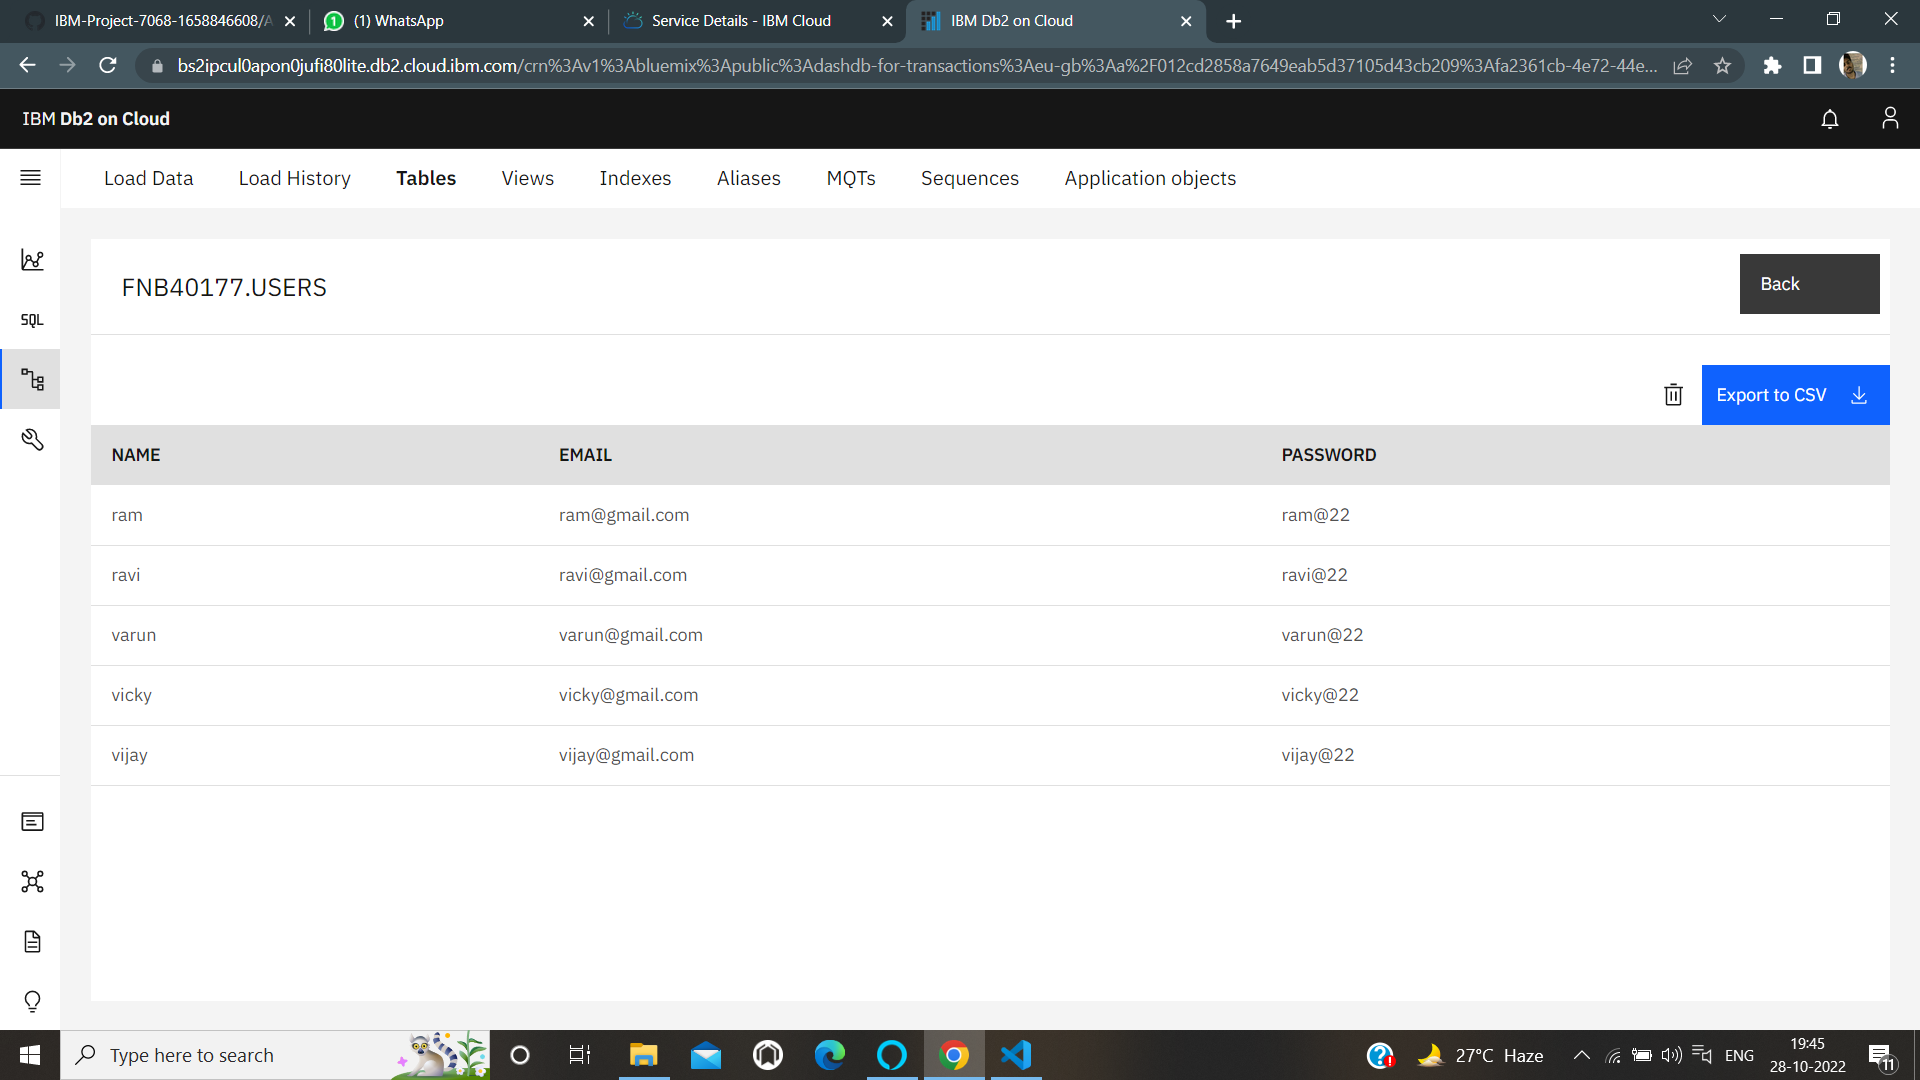 IBM-Project-7068-1658846608/A
(1) WhatsApp
Service Details - IBM Cloud
IBM Db2 on Cloud
bs2ipcul0apon0jufi80lite.db2.cloud.ibm.com/crn%3Av1%3Abluemix%3Apublic%3Adashdb-for-transactions%3Aeu-gb%3Aa%2F012cd2858a7649eab5d37105d43cb209%3Afa2361cb-4e72-44e...
IBM Db2 on Cloud
Load Data Load History Tables Views Indexes Aliases MQTs Sequences Application objects
SQL
FNB40177.USERS
Back
Export to CSV
NAME EMAIL PASSWORD
ram ram@gmail.com ram@22
ravi ravi@gmail.com ravi@22
varun varun@gmail.com varun@22
vicky vicky@gmail.com vicky@22
vijay vijay@gmail.com vijay@22
Type here to search
27°C Haze
ENG
19:45
28-10-2022
11